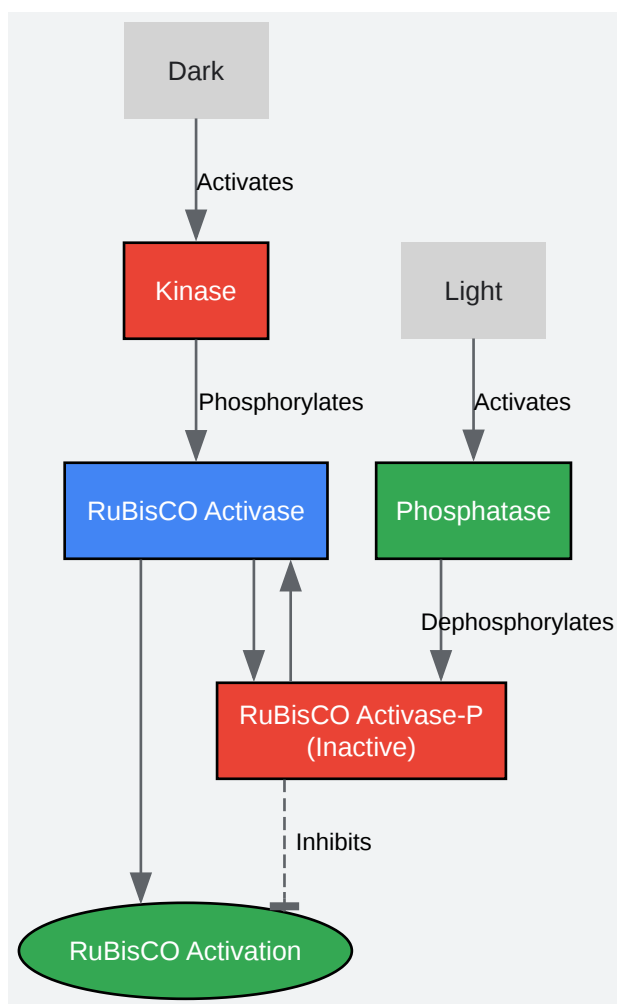 Dark
Activates
Kinase
Light
Phosphorylates
Activates
RuBisCO Activase
Phosphatase
Dephosphorylates
RuBisCO Activase-P
(Inactive)
Inhibits
RuBisCO Activation